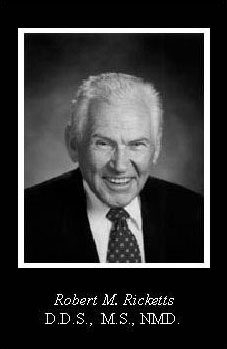 Robert M. Ricketts
D.D.S., M.S., NMD.